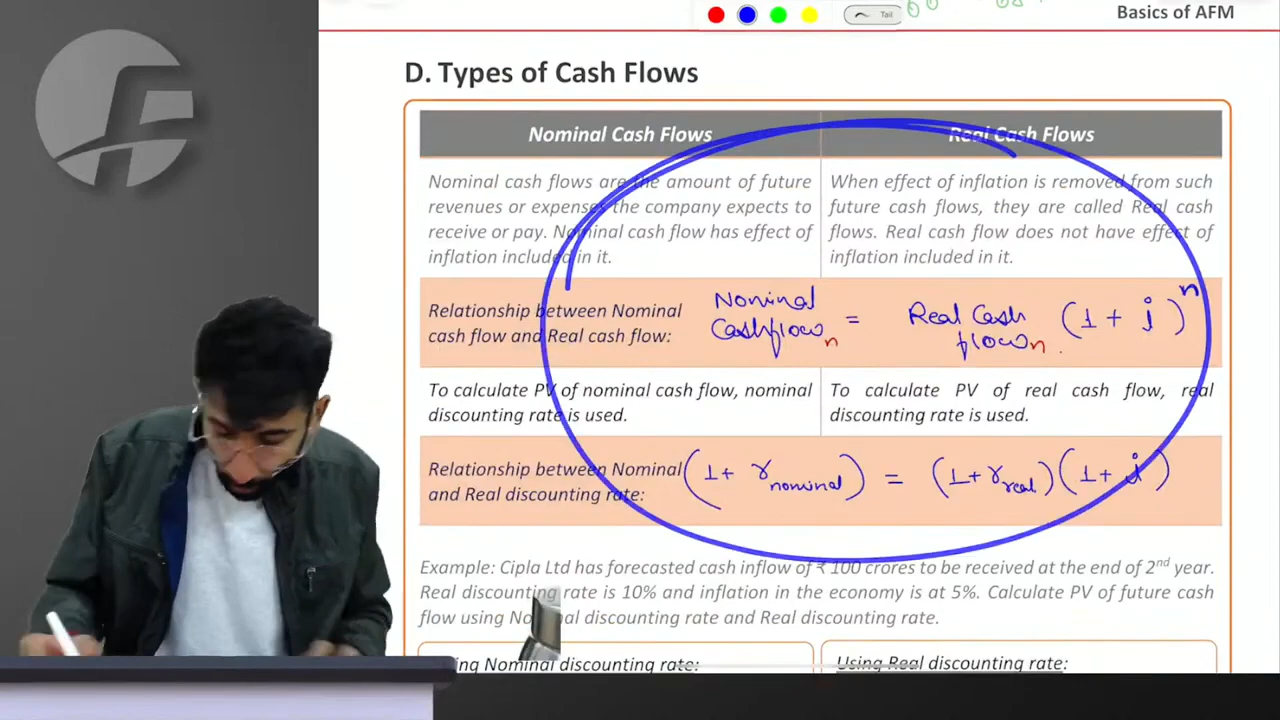 Tail
Basics of AFM
D. Types of Cash Flows
Nominal Cash Flows
Real Cash Flows
Nominal cash flows are the amount of future
revenues or expenses the company expects to
receive or pay. Nominal cash flow has effect of
inflation included in it.
When effect of inflation is removed from such
future cash flows, they are called Real cash
flows. Real cash flow does not have effect of
inflation included in it.
Relationship between Nominal
cash flow and Real cash flow:
Nominal
Cashflow n = Real Cash
flow n (1 + i)^n
To calculate PV of nominal cash flow, nominal
discounting rate is used.
To calculate PV of real cash flow, real
discounting rate is used.
Relationship between Nominal
and Real discounting rate:
(1 + r nominal) = (1 + r real)(1 + i)
Example: Cipla Ltd has forecasted cash inflow of ₹ 100 crores to be received at the end of 2nd year.
Real discounting rate is 10% and inflation in the economy is at 5%. Calculate PV of future cash
flow using discounting rate and Real discounting rate.
Nominal discounting rate:
Using Real discounting rate: